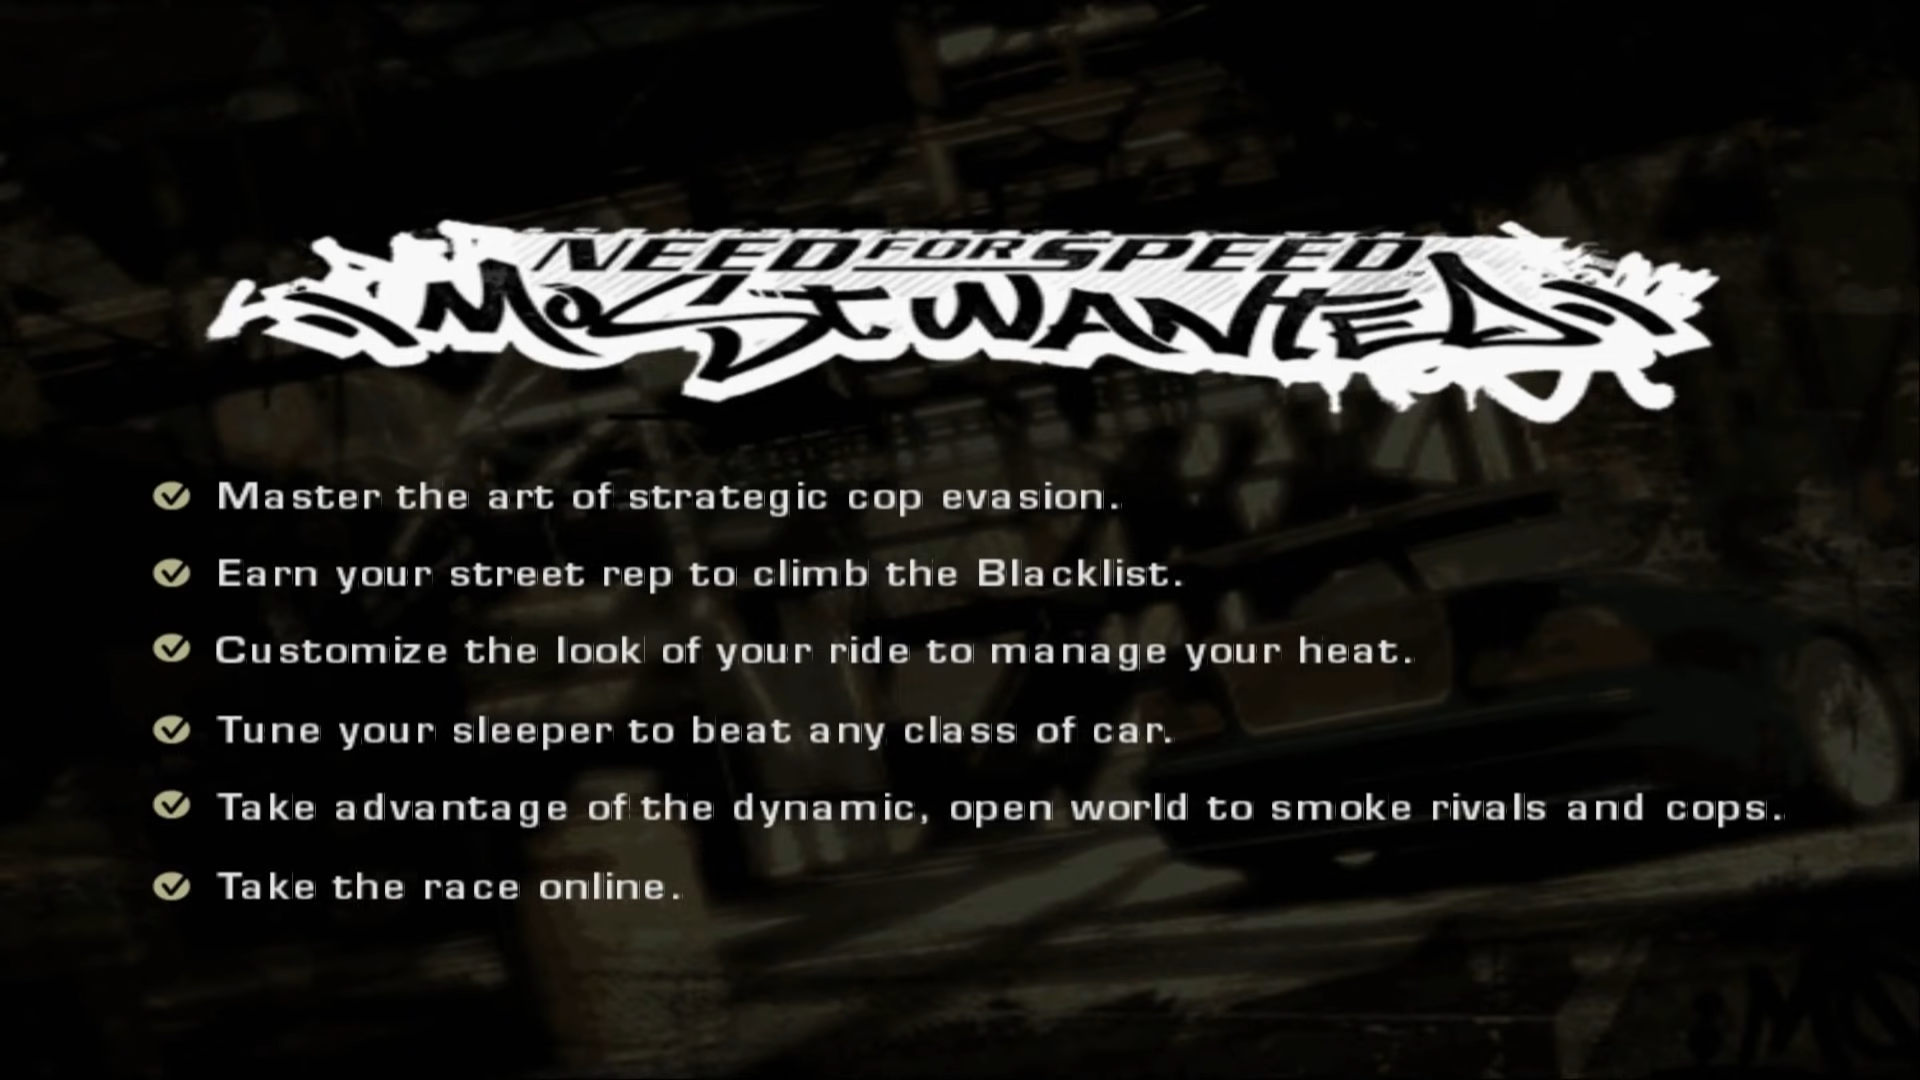 NEED FOR SPEED
MOST WANTED
Master the art of strategic cop evasion.
Earn your street rep to climb the Blacklist.
Customize the look of your ride to manage your heat.
Tune your sleeper to beat any class of car.
Take advantage of the dynamic, open world to smoke rivals and cops.
Take the race online.